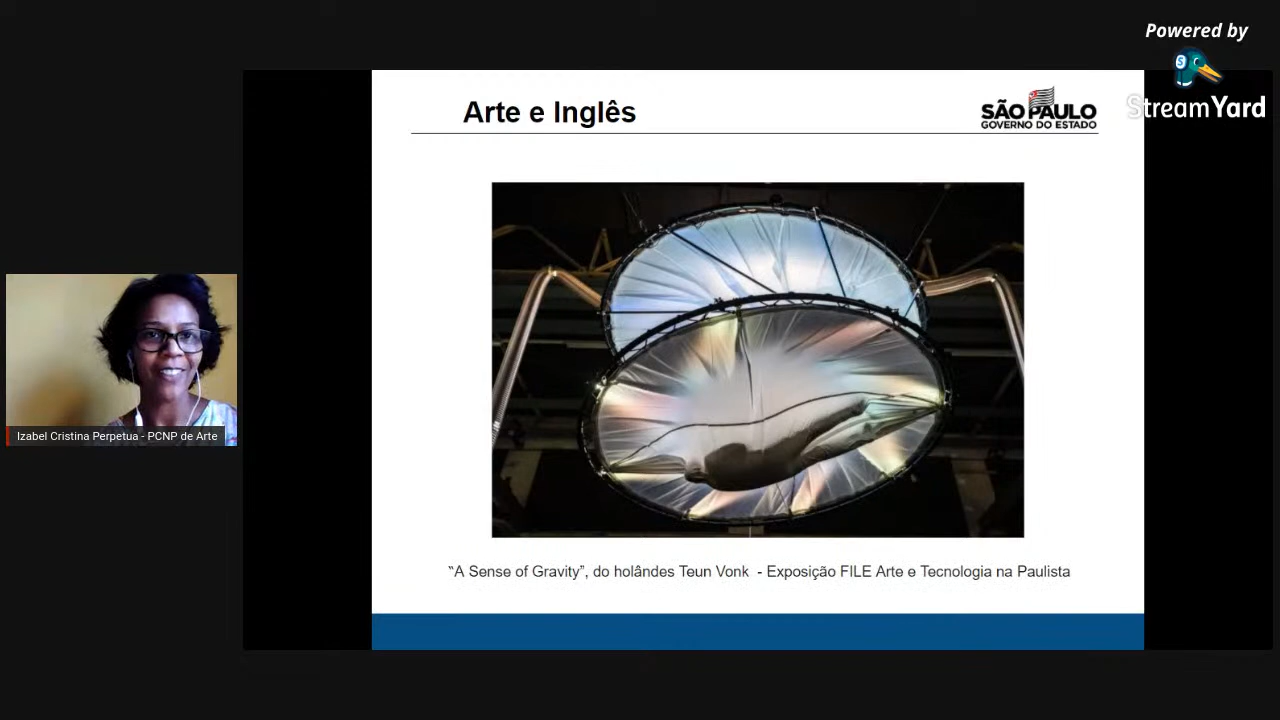 Powered by
StreamYard
Arte e Inglês
SÃO PAULO
GOVERNO DO ESTADO
Izabel Cristina Perpetua - PCNP de Arte
“A Sense of Gravity”, do holândes Teun Vonk - Exposição FILE Arte e Tecnologia na Paulista